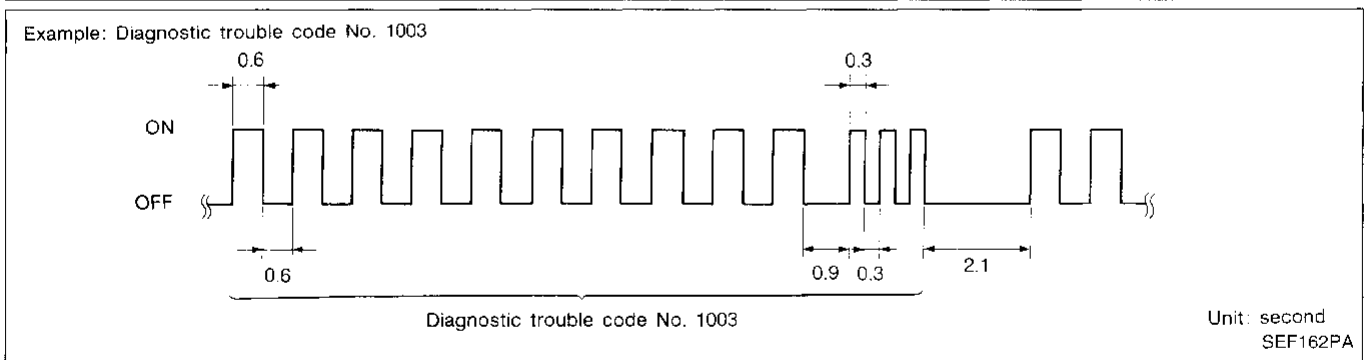 Example: Diagnostic trouble code No. 1003
0.6
0.3
ON
OFF
0.6
0.9
0.3
2.1
Diagnostic trouble code No. 1003
Unit: second
SEF162PA